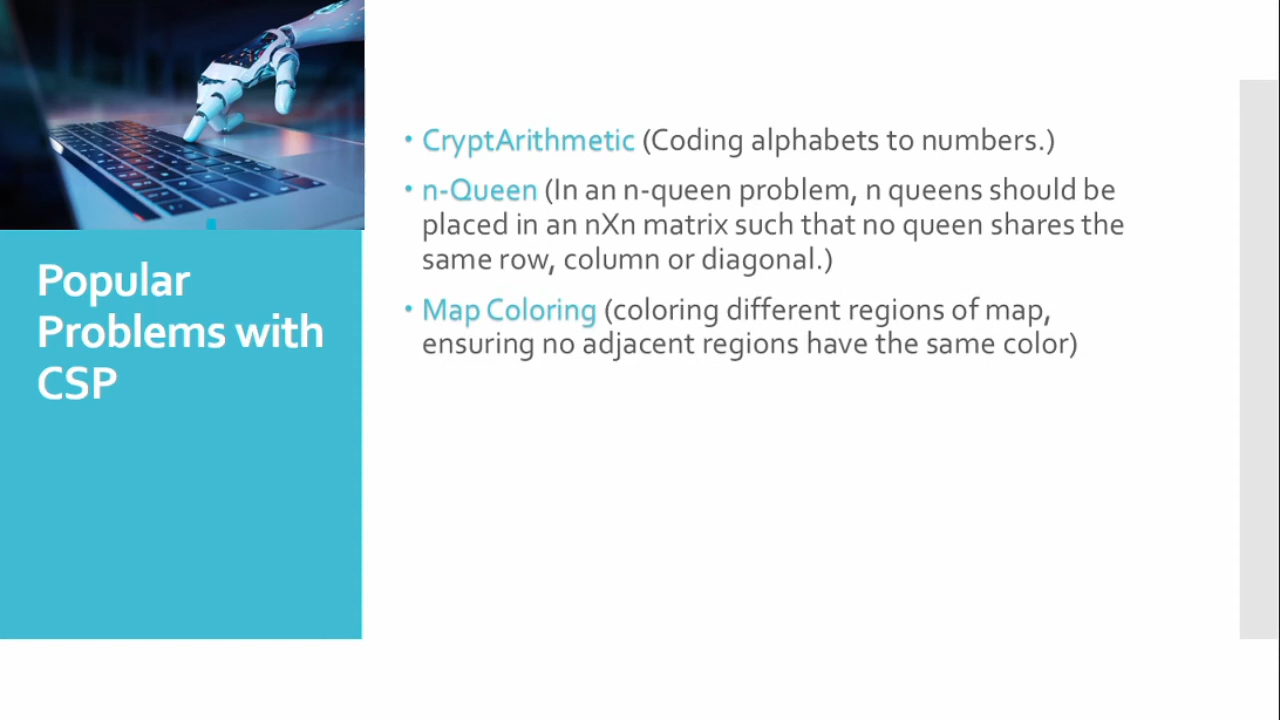 Popular
Problems with
CSP
• CryptArithmetic (Coding alphabets to numbers.)
• n-Queen (In an n-queen problem, n queens should be
placed in an nXn matrix such that no queen shares the
same row, column or diagonal.)
• Map Coloring (coloring different regions of map,
ensuring no adjacent regions have the same color)